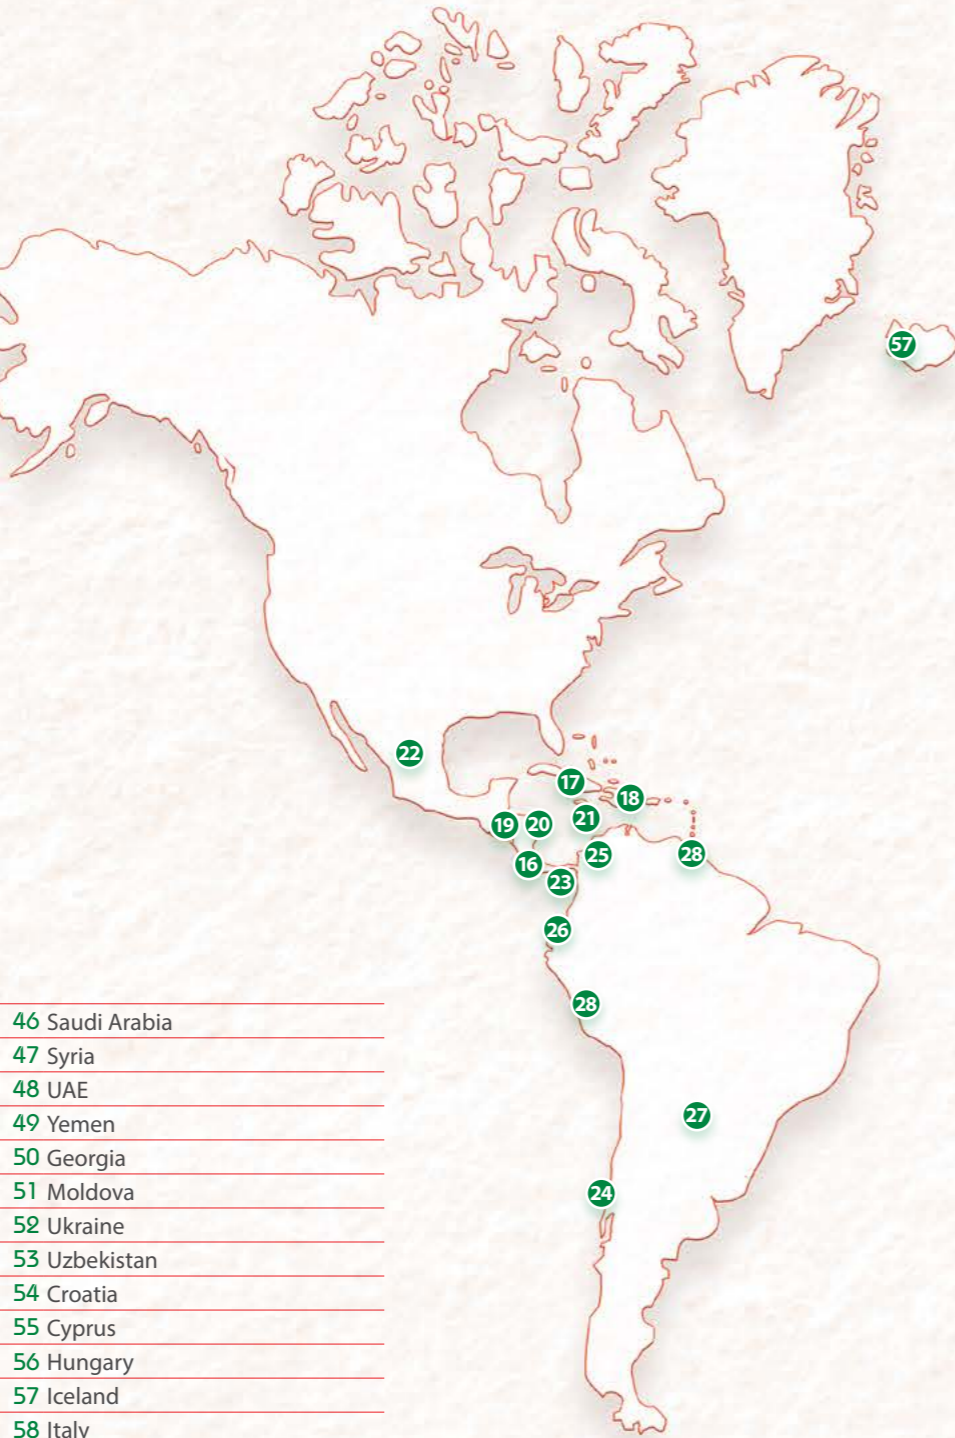 57
22
17
18
19
20
21
16
25
28
23
26
28
27
24
46 Saudi Arabia
47 Syria
48 UAE
49 Yemen
50 Georgia
51 Moldova
52 Ukraine
53 Uzbekistan
54 Croatia
55 Cyprus
56 Hungary
57 Iceland
58 Italy